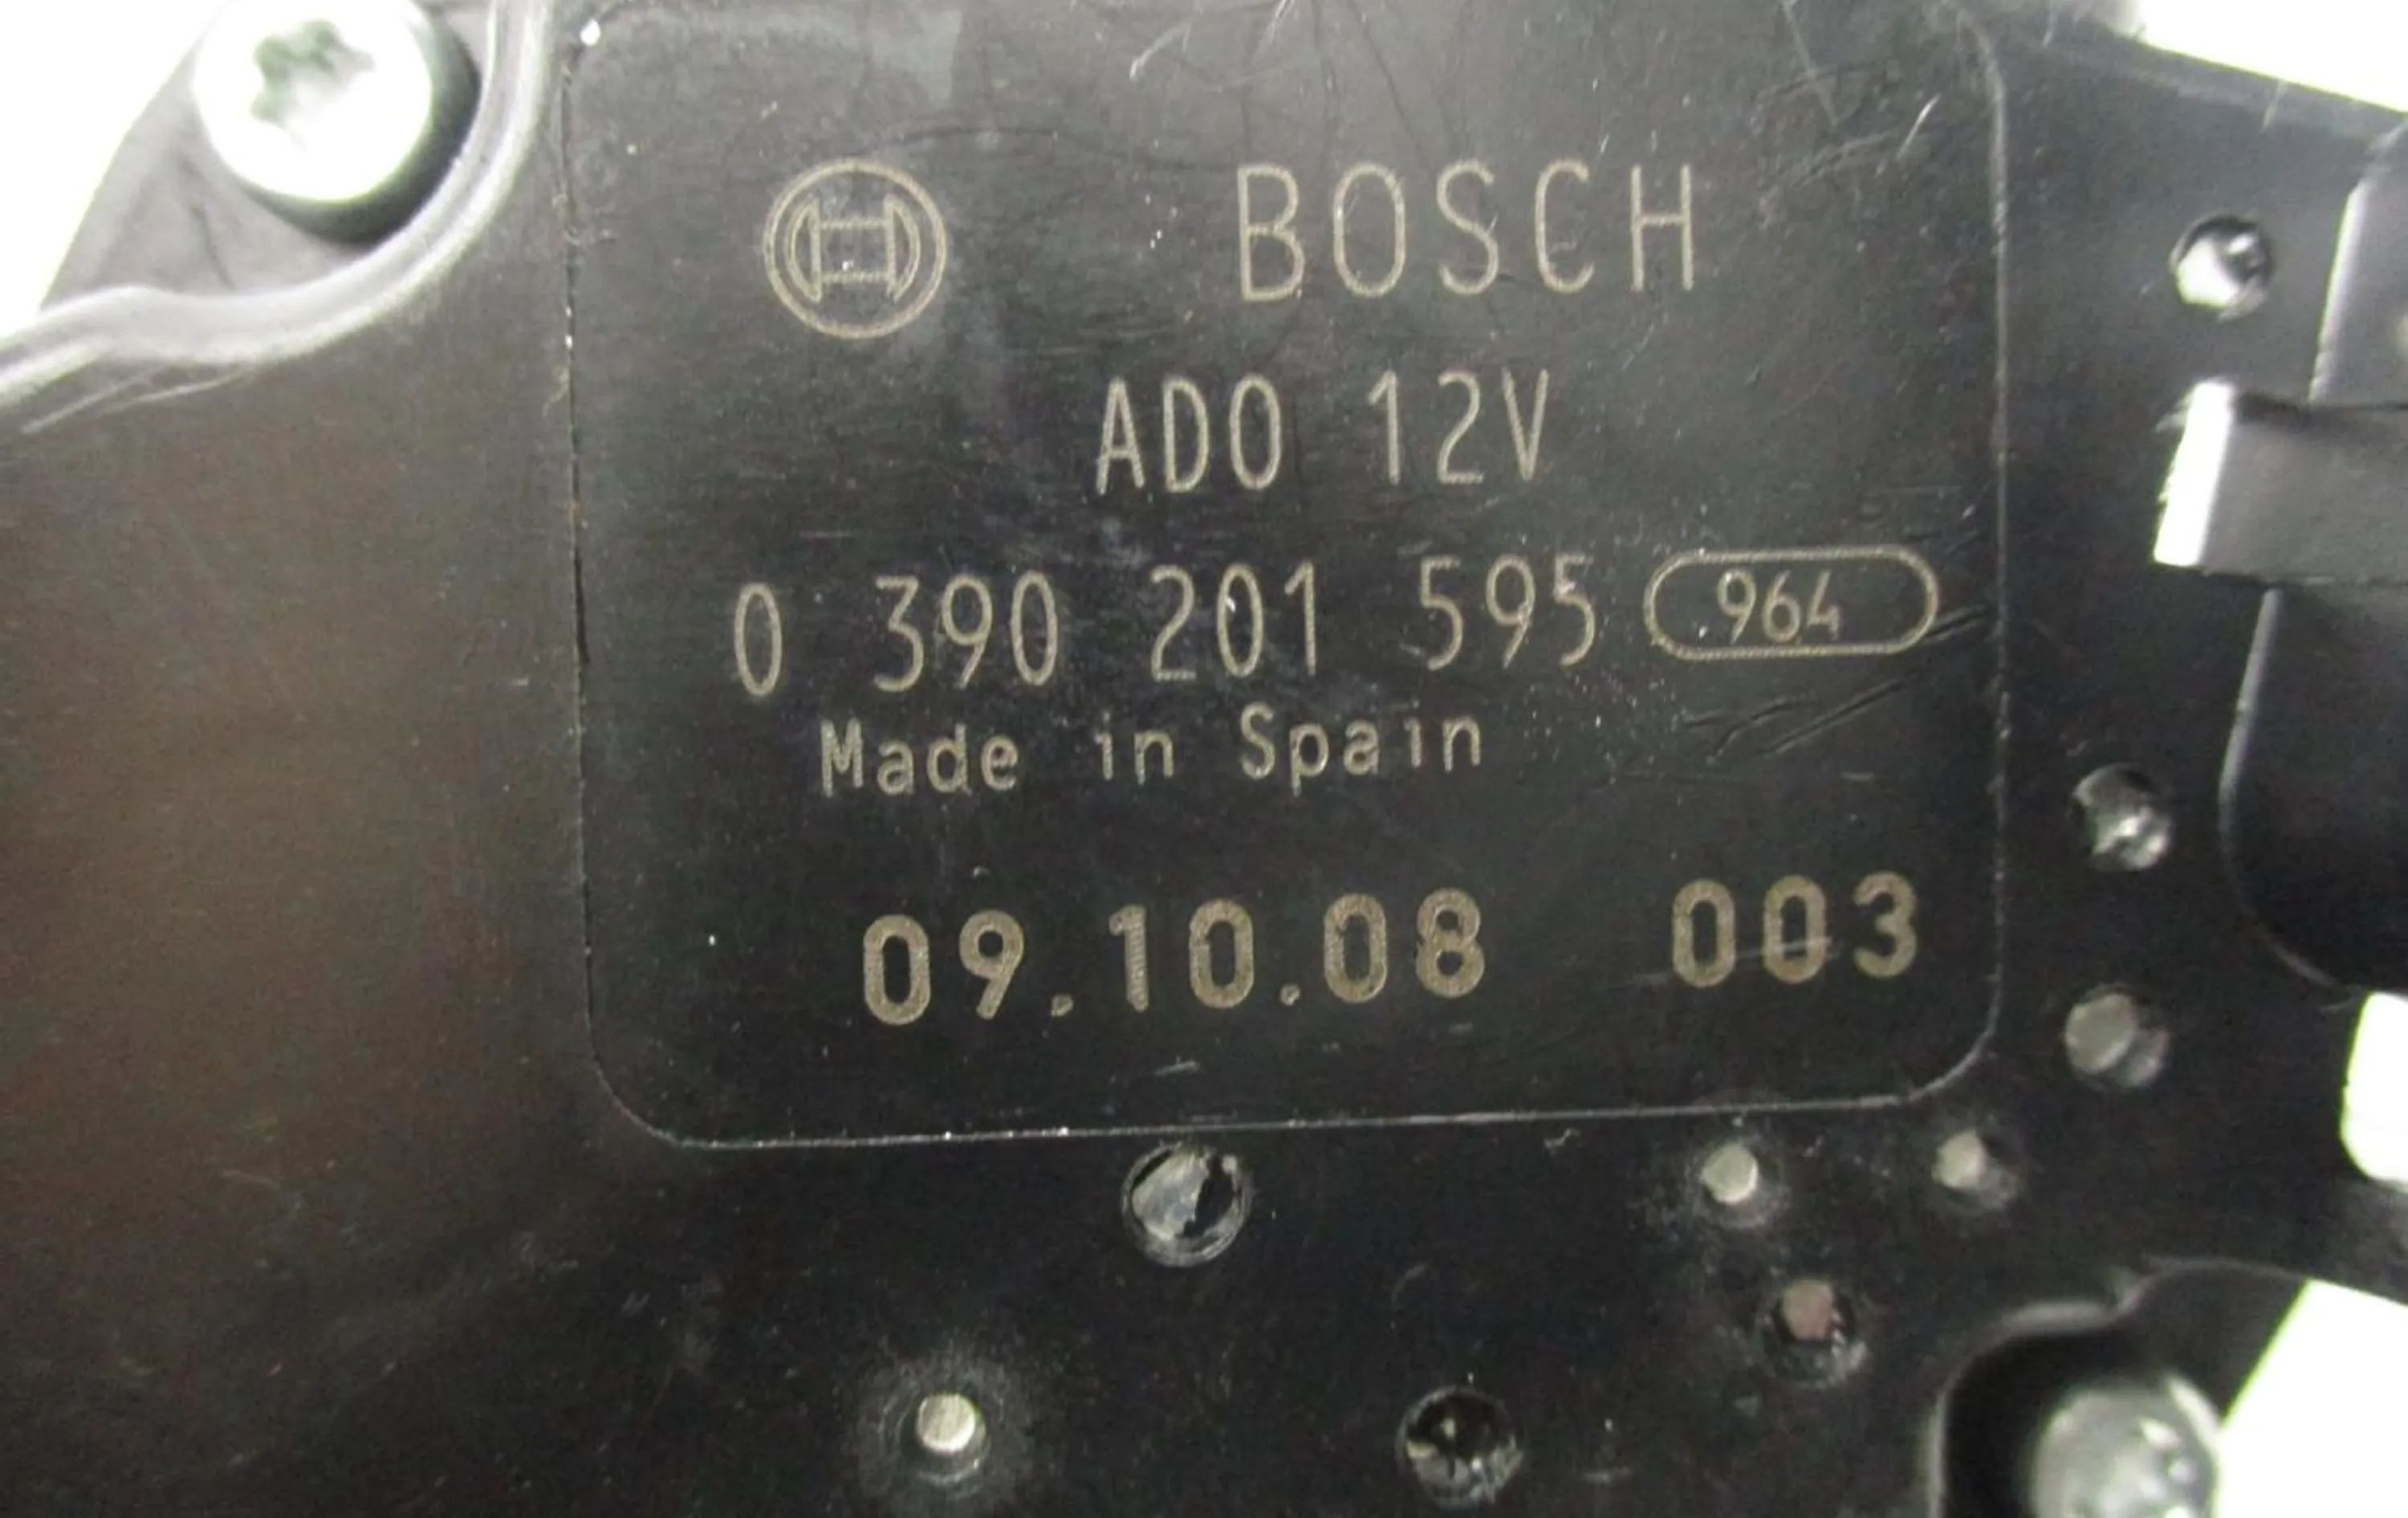 BOSCH
ADO 12V
0 390 201 595 964
Made in Spain
09.10.08 003